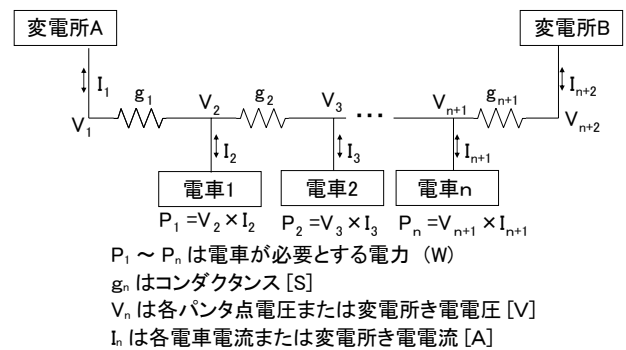 変電所A 変電所B
I₁ Iₙ₊₂
g₁ V₂ g₂ V₃ ••• Vₙ₊₁ gₙ₊₁
V₁ Vₙ₊₂
I₂ I₃ Iₙ₊₁
電車1 電車2 電車n
P₁ =V₂ × I₂ P₂ =V₃ × I₃ Pₙ =Vₙ₊₁ × Iₙ₊₁
P₁ ~ Pₙ は電車が必要とする電力 (W)
gₙ はコンダクタンス [S]
Vₙ は各パンタ点電圧または変電所き電電圧 [V]
Iₙ は各電車電流または変電所き電電流 [A]